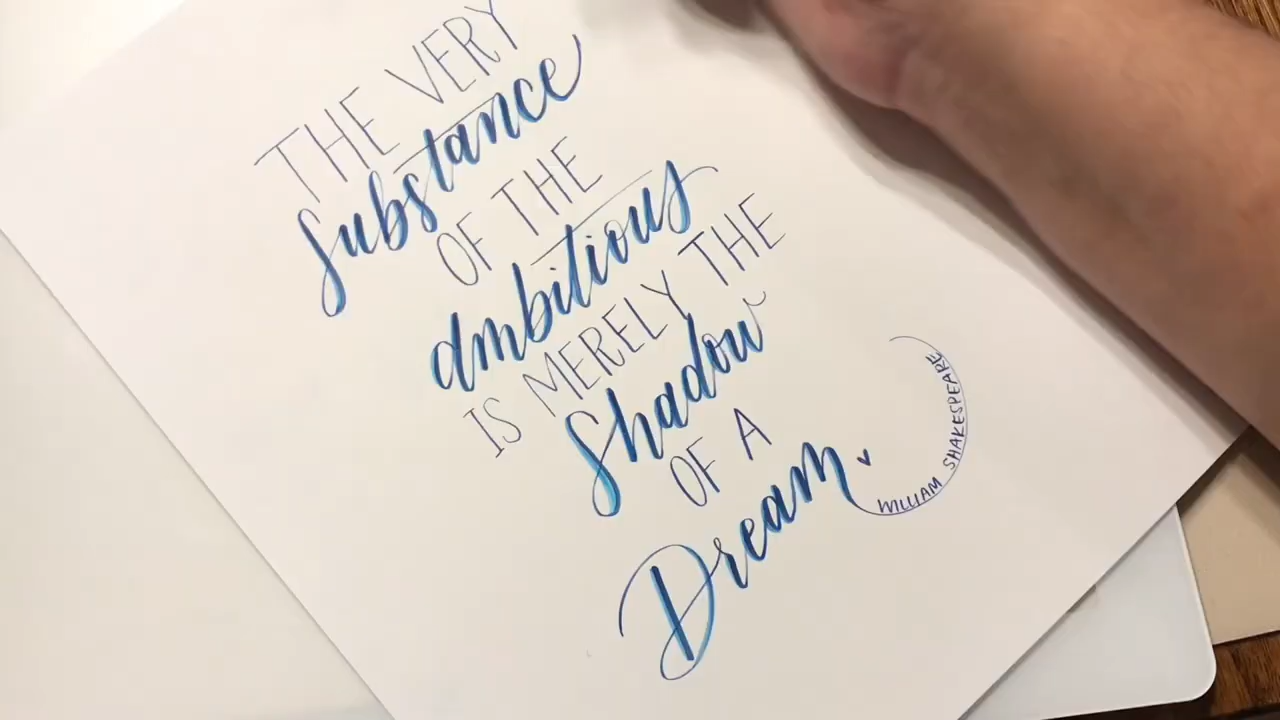 THE VERY
Substance
OF THE
ambitious
IS MERELY THE
Shadow
OF A
Dream.
WILLIAM SHAKESPEARE